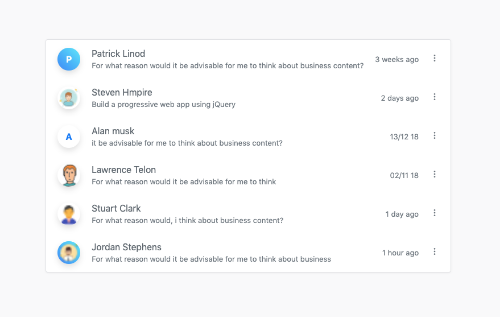 P
Patrick Linod
For what reason would it be advisable for me to think about business content?
3 weeks ago
Steven Hmpire
Build a progressive web app using jQuery
2 days ago
A
Alan musk
it be advisable for me to think about business content?
13/12 18
Lawrence Telon
For what reason would it be advisable for me to think
02/11 18
Stuart Clark
For what reason would, i think about business content?
1 day ago
Jordan Stephens
For what reason would it be advisable for me to think about business
1 hour ago